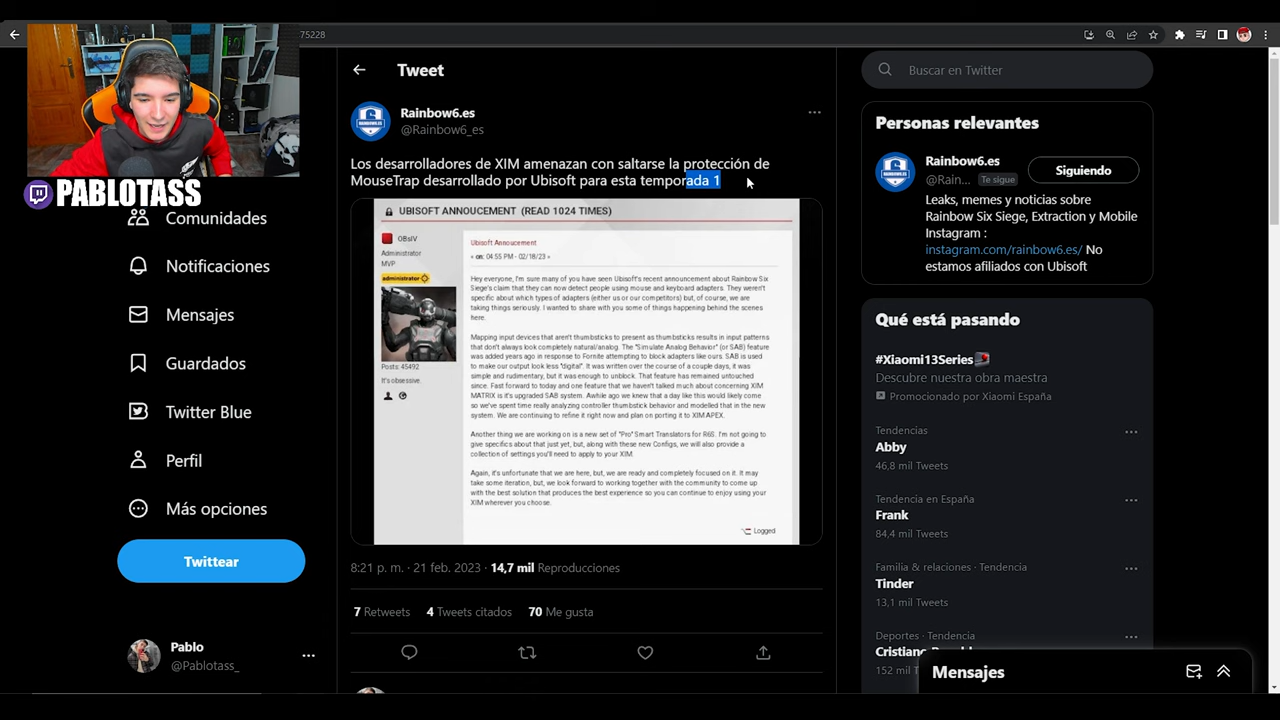 75228
PABLOTASS
Comunidades
Notificaciones
Mensajes
Guardados
Twitter Blue
Perfil
Más opciones
Twittear
Pablo
@Pablotass_
Tweet
Rainbow6.es
@Rainbow6_es
Los desarrolladores de XIM amenazan con saltarse la protección de
MouseTrap desarrollado por Ubisoft para esta temporada 1
UBISOFT ANNOUCEMENT (READ 1024 TIMES)
OBsIV
Administrator
MVP
administrator
Posts: 45492
It's obsessive.
Ubisoft Annoucement
« on: 04:55 PM - 02/18/23 »
Hey everyone, I'm sure many of you have seen Ubisoft's recent announcement about Rainbow Six
Siege's claim that they can now detect people using mouse and keyboard adapters. They weren't
specific about which types of adapters (either us or our competitors) but, of course, we are
taking things seriously. I wanted to share with you some of things happening behind the scenes
here.
Mapping input devices that aren't thumbsticks to present as thumbsticks results in input patterns
that don't always look completely natural/analog. The "Simulate Analog Behavior" (or SAB) feature
was added years ago in response to Fornite attempting to block adapters like ours. SAB is used
to make our output look less "digital". It was written over the course of a couple days, it was
simple and rudimentary, but it was enough to unblock. That feature has remained untouched
since. Fast forward to today and one feature that we haven't talked much about concerning XIM
MATRIX is it's upgraded SAB system. Awhile ago we knew that a day like this would likely come
so we've spent time really analyzing controller thumbstick behavior and modelled that in the new
system. We are continuing to refine it right now and plan on porting it to XIM APEX.
Another thing we are working on is a new set of "Pro" Smart Translators for R6S. I'm not going to
give specifics about that just yet, but, along with these new Configs, we will also provide a
collection of settings you'll need to apply to your XIM.
Again, it's unfortunate that we are here, but, we are ready and completely focused on it. It may
take some iteration, but, we look forward to working together with the community to come up
with the best solution that produces the best experience so you can continue to enjoy using your
XIM wherever you choose.
Logged
8:21 p. m. · 21 feb. 2023 · 14,7 mil Reproducciones
7 Retweets 4 Tweets citados 70 Me gusta
Buscar en Twitter
Personas relevantes
Rainbow6.es
@Rain... Te sigue
Siguiendo
Leaks, memes y noticias sobre
Rainbow Six Siege, Extraction y Mobile
Instagram :
instagram.com/rainbow6.es/ No
estamos afiliados con Ubisoft
Qué está pasando
#Xiaomi13Series
Descubre nuestra obra maestra
Promocionado por Xiaomi España
Tendencias
Abby
46,8 mil Tweets
Tendencia en España
Frank
84,4 mil Tweets
Familia & relaciones · Tendencia
Tinder
13,1 mil Tweets
Deportes · Tendencia
Cristiano
152 mil
Mensajes